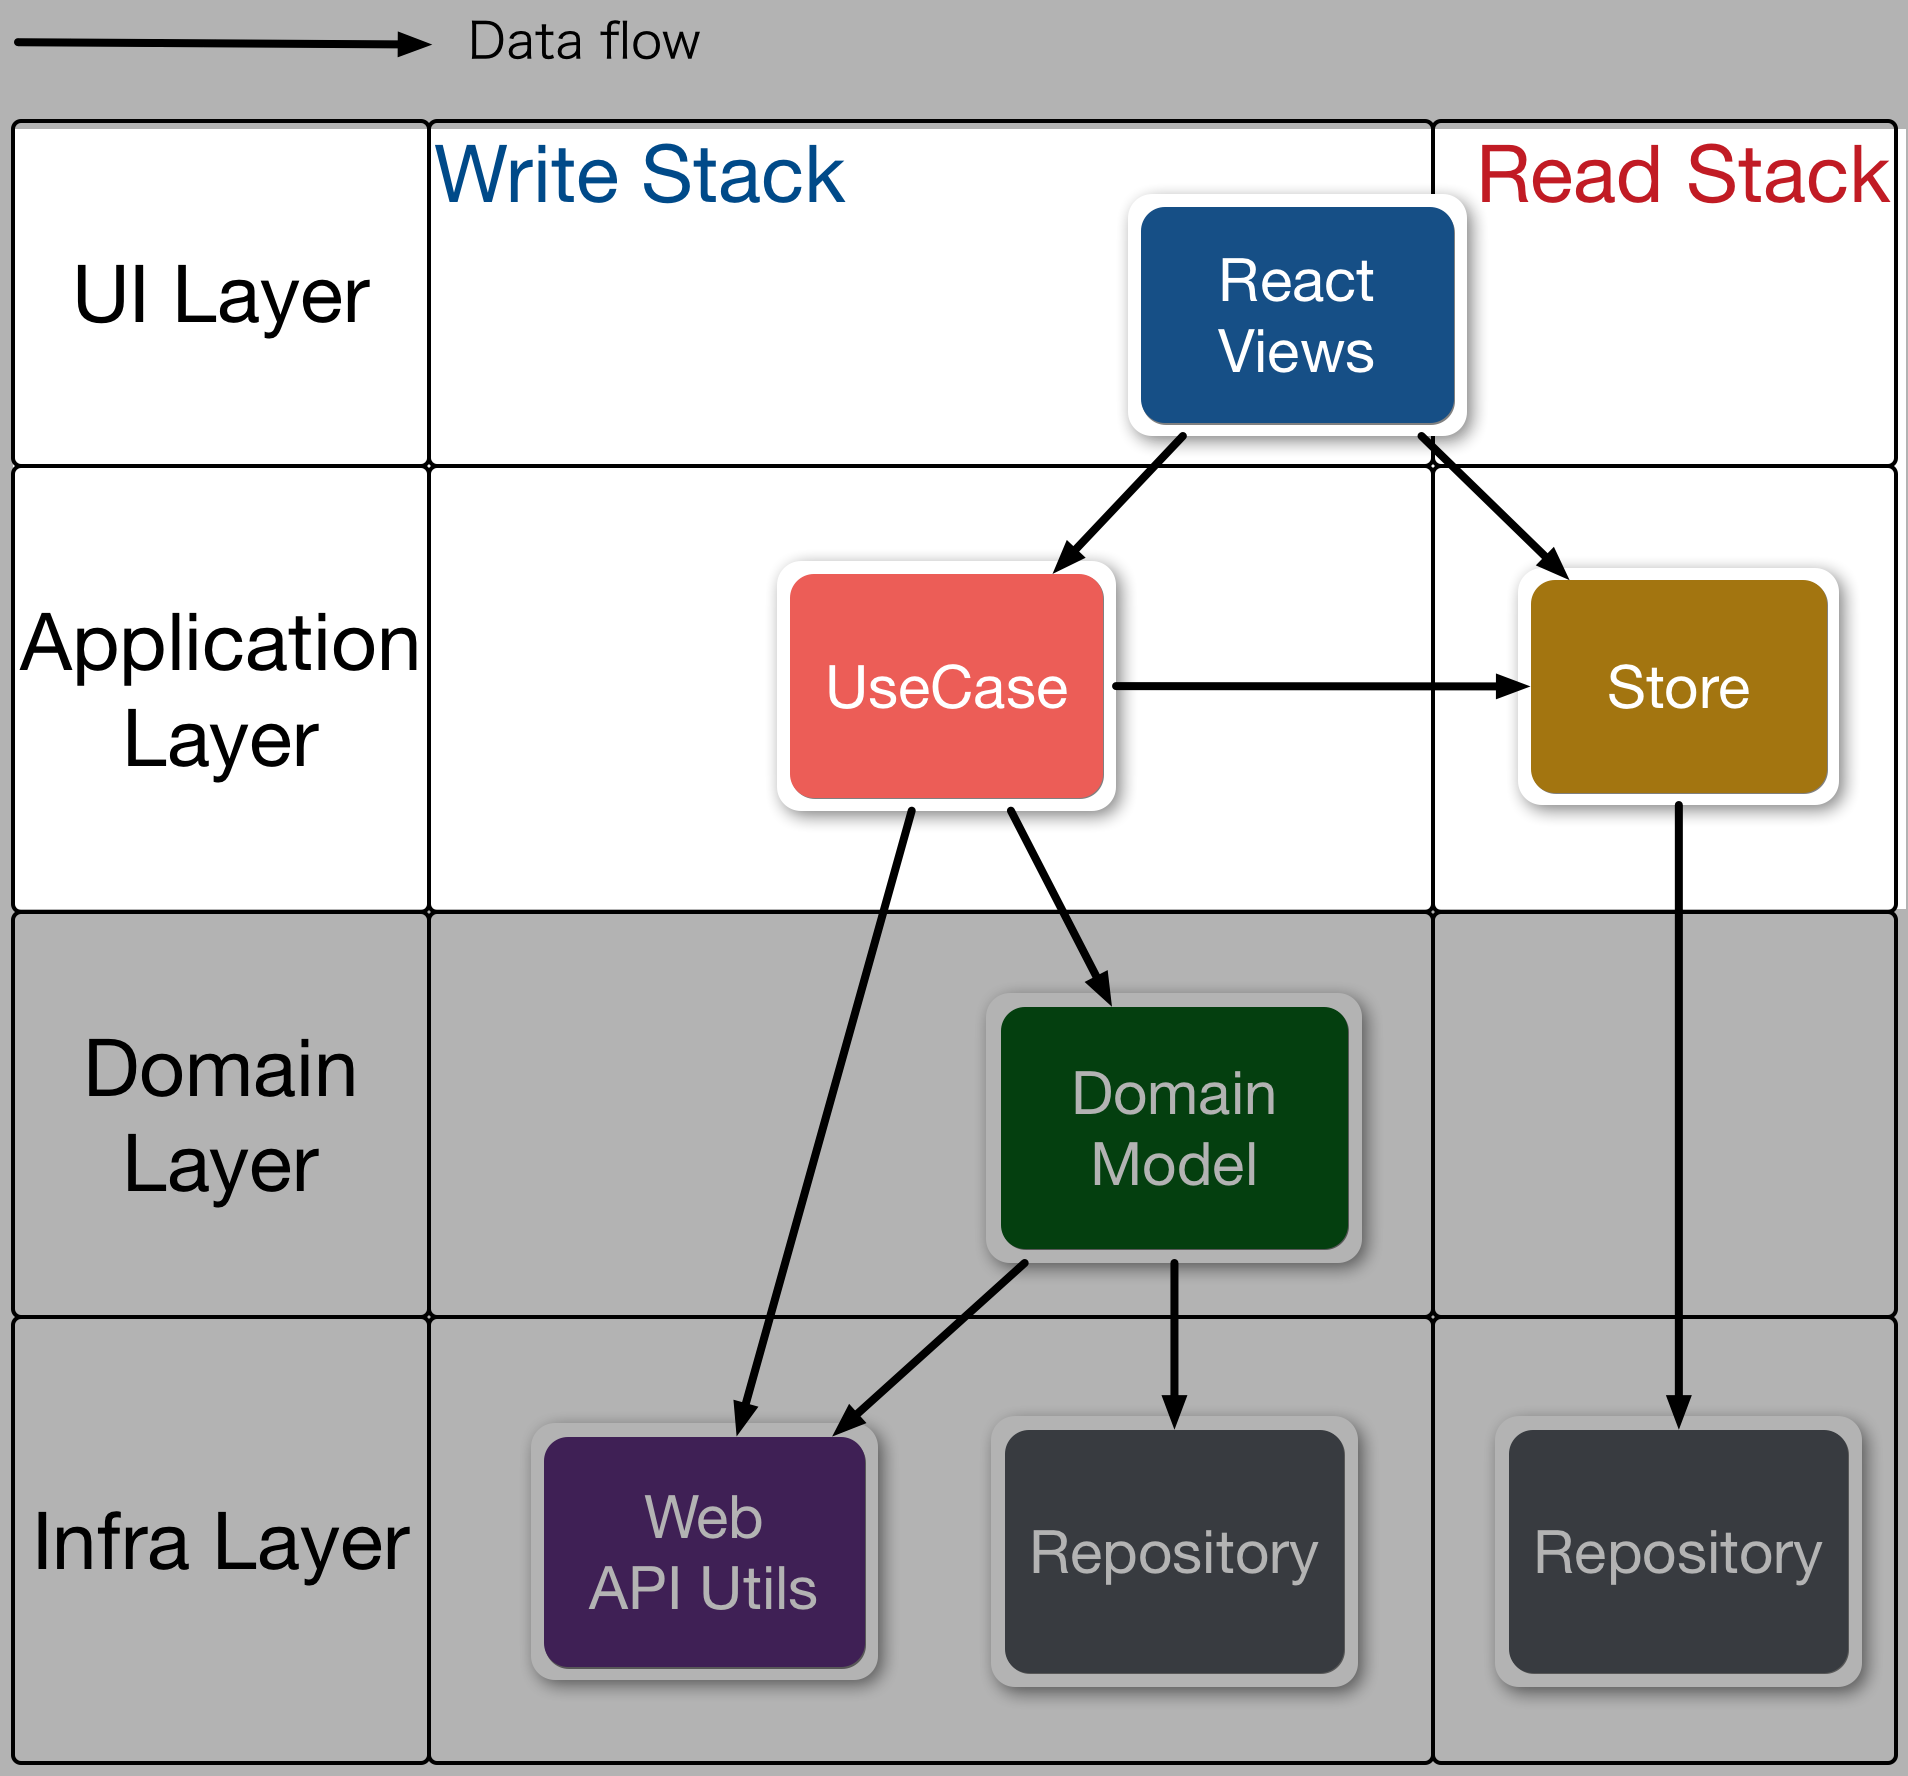 Data flow
Write Stack
Read Stack
UI Layer
React
Views
Application
Layer
UseCase
Store
Domain
Layer
Domain
Model
Infra Layer
Web
API Utils
Repository
Repository